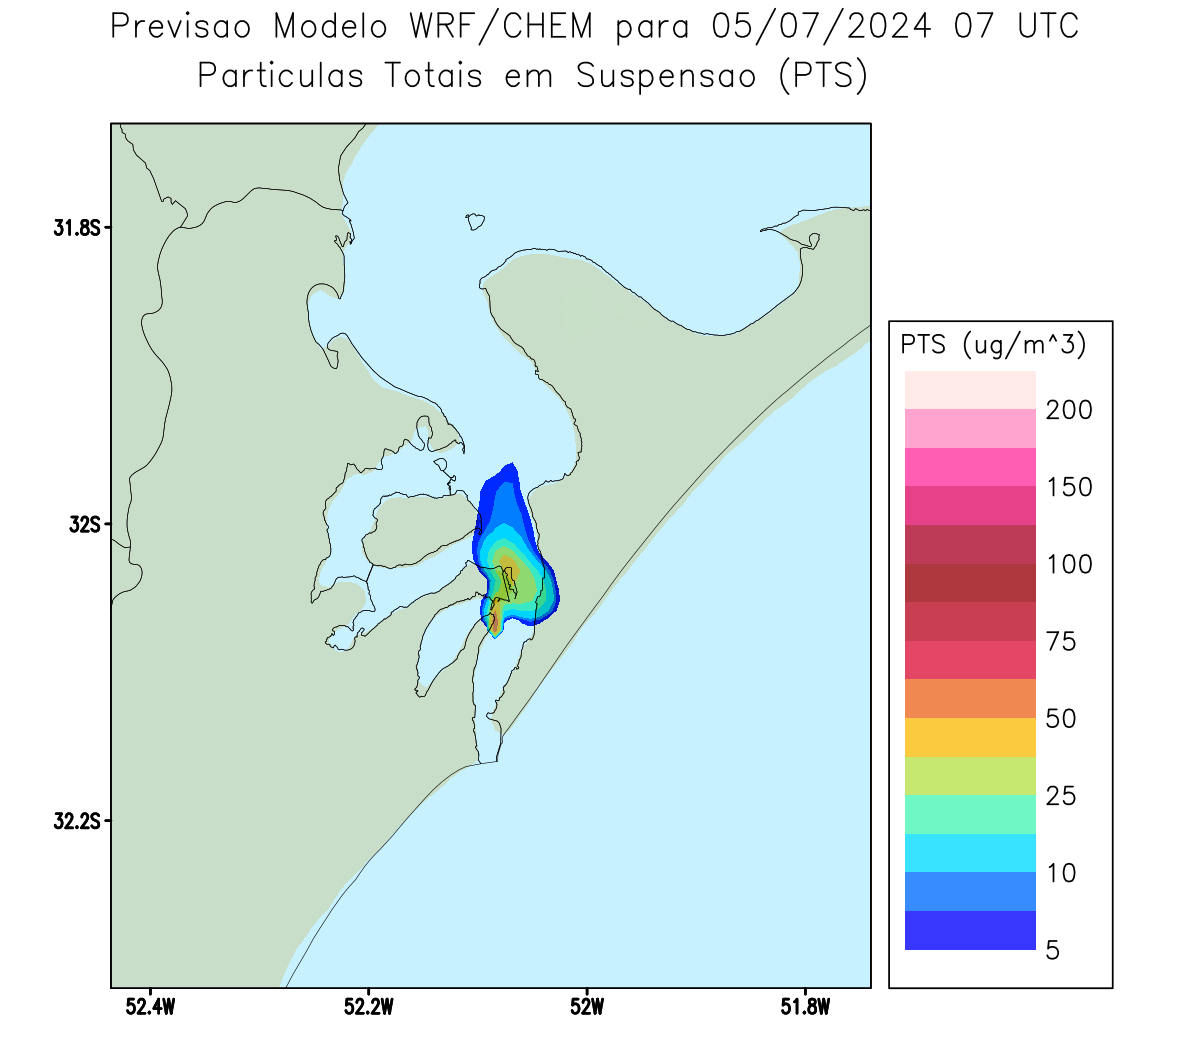 Previsao Modelo WRF/CHEM para 05/07/2024 07 UTC
Particulas Totais em Suspensao (PTS)
31.8S
32S
32.2S
52.4W
52.2W
52W
51.8W
PTS (ug/m^3)
200
150
100
75
50
25
10
5